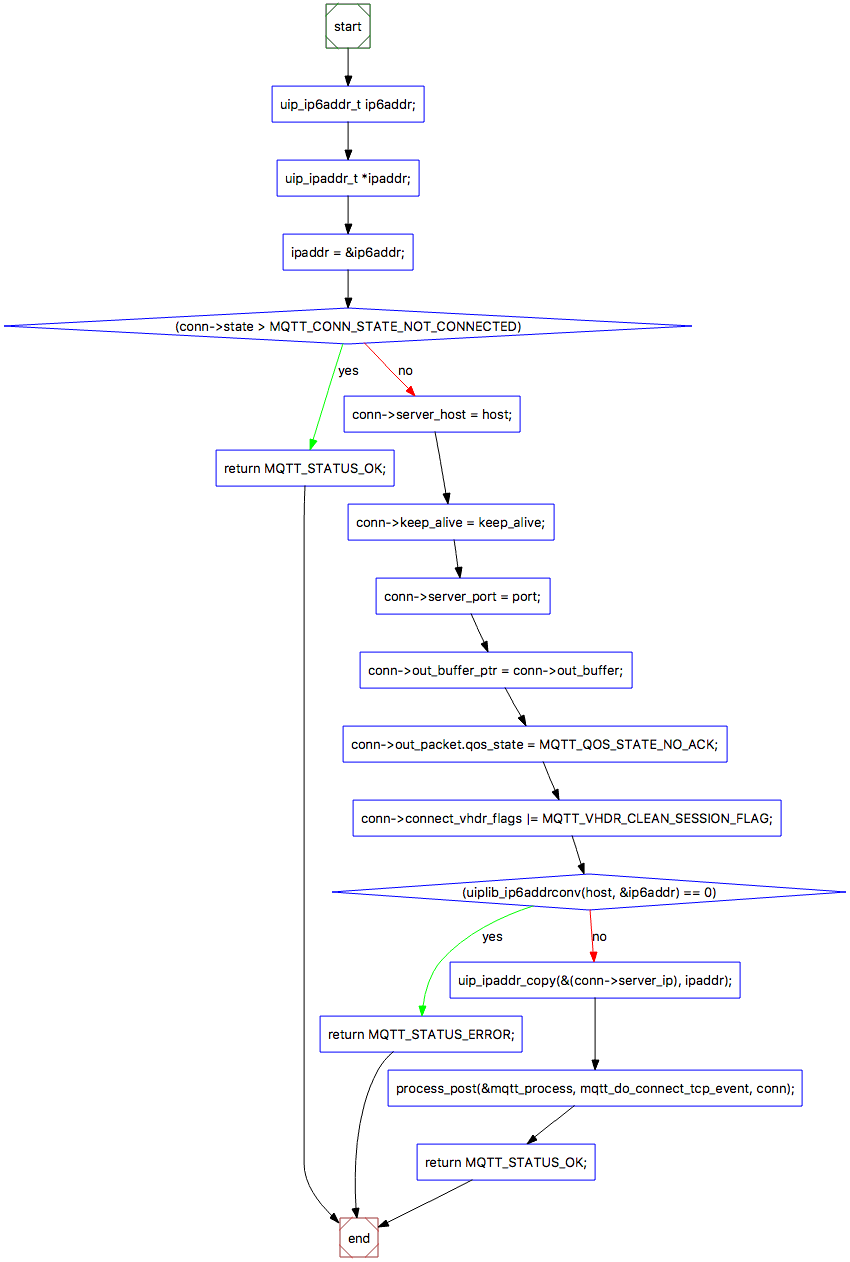 start
uip_ip6addr_t ip6addr;
uip_ipaddr_t *ipaddr;
ipaddr = &ip6addr;
(conn->state > MQTT_CONN_STATE_NOT_CONNECTED)
yes
no
conn->server_host = host;
return MQTT_STATUS_OK;
conn->keep_alive = keep_alive;
conn->server_port = port;
conn->out_buffer_ptr = conn->out_buffer;
conn->out_packet.qos_state = MQTT_QOS_STATE_NO_ACK;
conn->connect_vhdr_flags |= MQTT_VHDR_CLEAN_SESSION_FLAG;
(uiplib_ip6addrconv(host, &ip6addr) == 0)
yes
no
uip_ipaddr_copy(&(conn->server_ip), ipaddr);
return MQTT_STATUS_ERROR;
process_post(&mqtt_process, mqtt_do_connect_tcp_event, conn);
return MQTT_STATUS_OK;
end